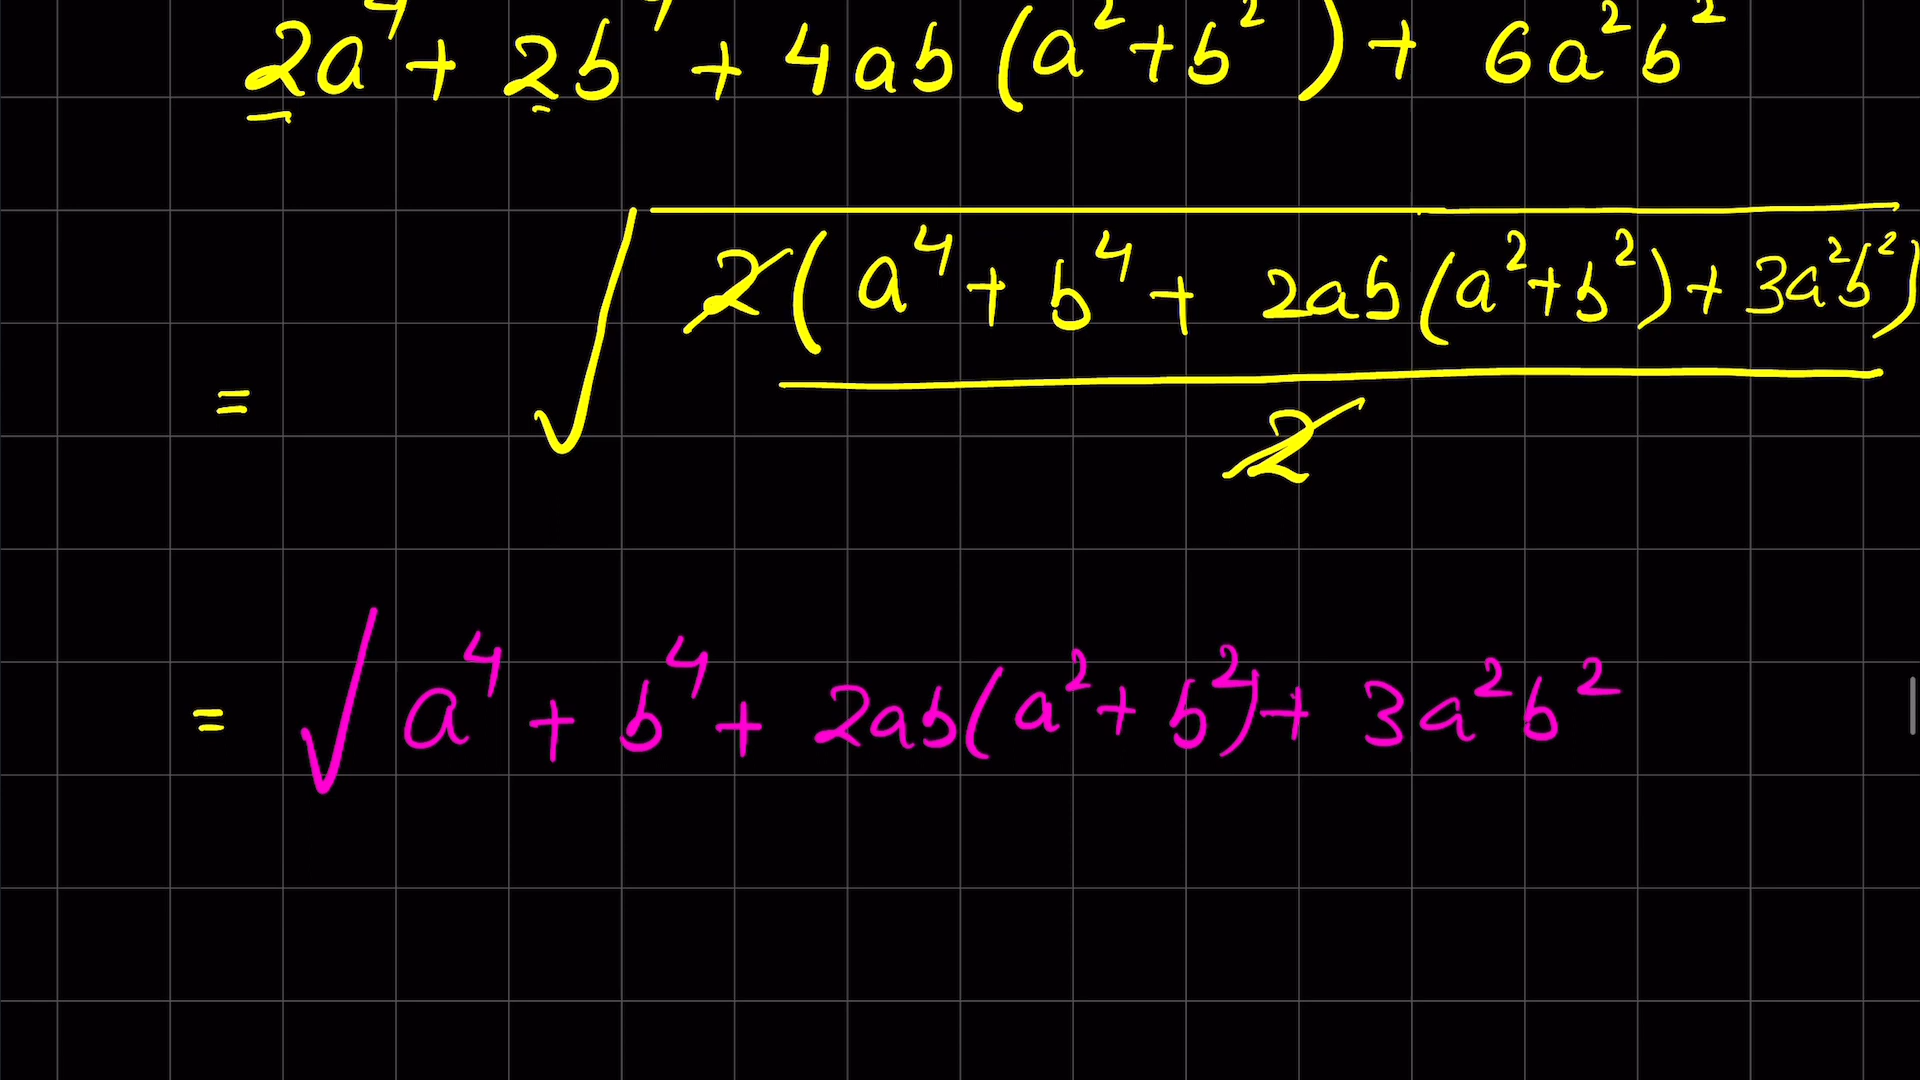 2a⁴ + 2b⁴ + 4ab(a²+b²) + 6a²b²
= √(2(a⁴ + b⁴ + 2ab(a²+b²) + 3a²b²) / 2)
= √a⁴ + b⁴ + 2ab(a² + b²) + 3a²b²